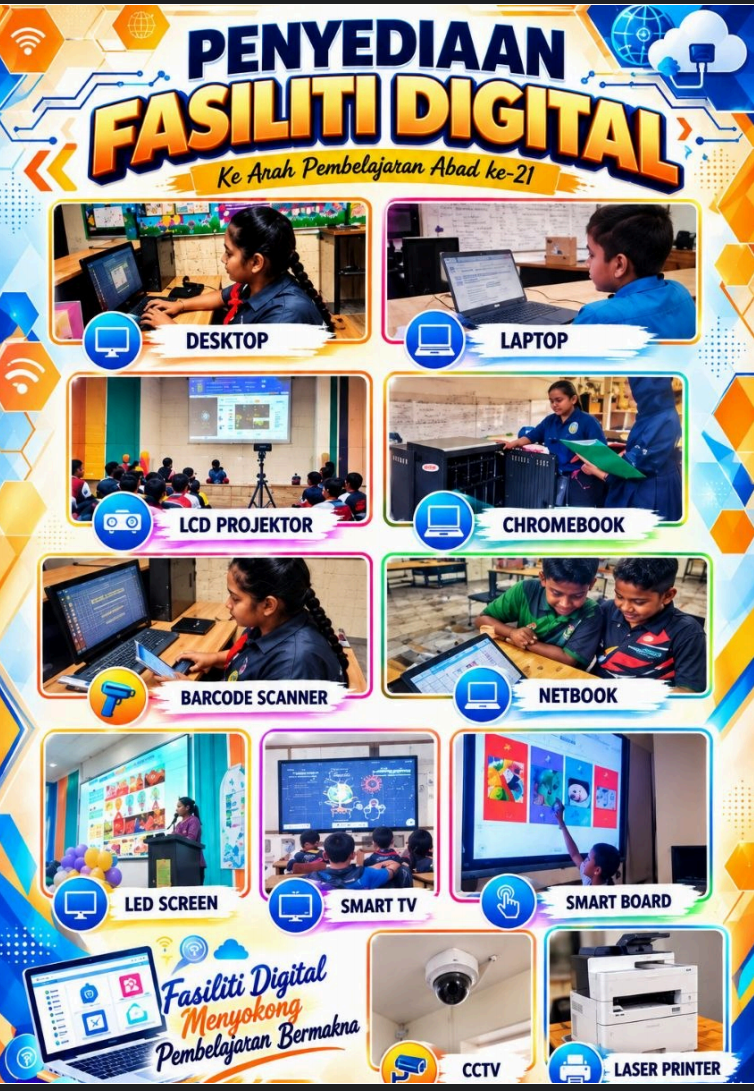 PENYEDIAAN
FASILITI DIGITAL
Ke Arah Pembelajaran Abad ke-21
DESKTOP
LAPTOP
LCD PROJEKTOR
CHROMEBOOK
BARCODE SCANNER
NETBOOK
LED SCREEN
SMART TV
SMART BOARD
Fasiliti Digital
Menyokong
Pembelajaran Bermakna
CCTV
LASER PRINTER